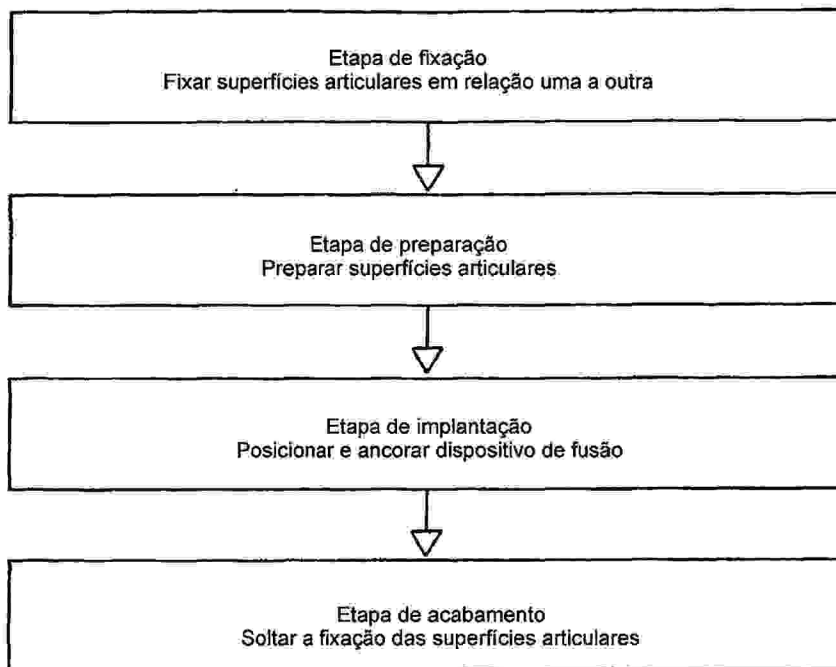 Etapa de fixação
Fixar superfícies articulares em relação uma a outra
Etapa de preparação
Preparar superfícies articulares
Etapa de implantação
Posicionar e ancorar dispositivo de fusão
Etapa de acabamento
Soltar a fixação das superfícies articulares